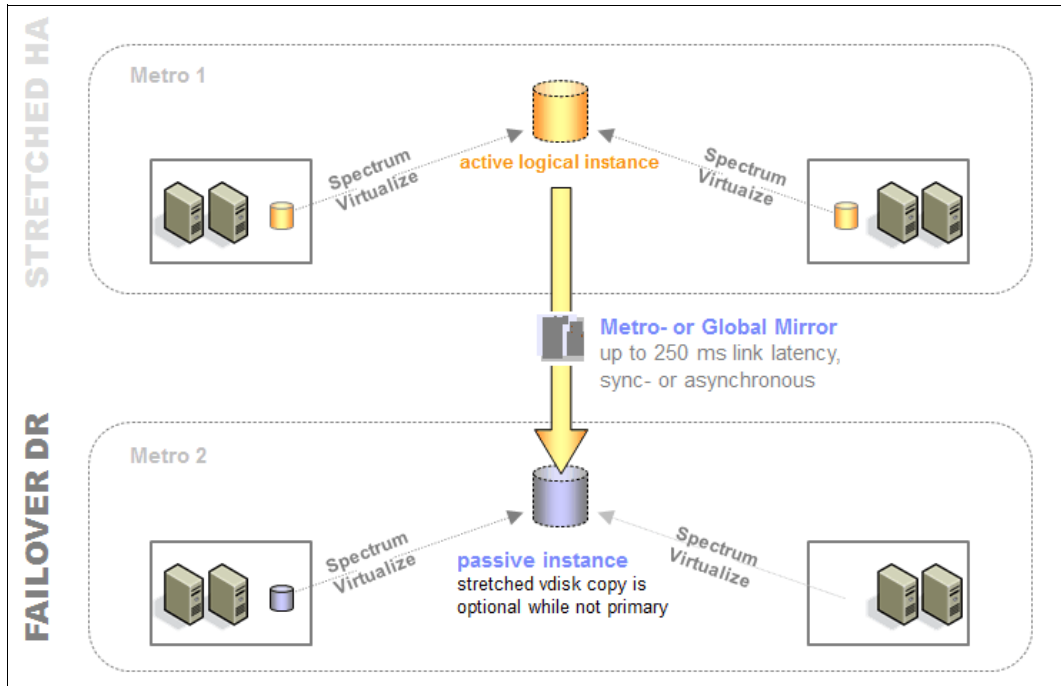 STRETCHED HA
Metro 1
active logical instance
Spectrum
Virtualize
Spectrum
Virtuaize
Metro- or Global Mirror
up to 250 ms link latency,
sync- or asynchronous
FAILOVER DR
Metro 2
Spectrum
Virtualize
passive instance
stretched vdisk copy is
optional while not primary
Spectrum
Virtualize